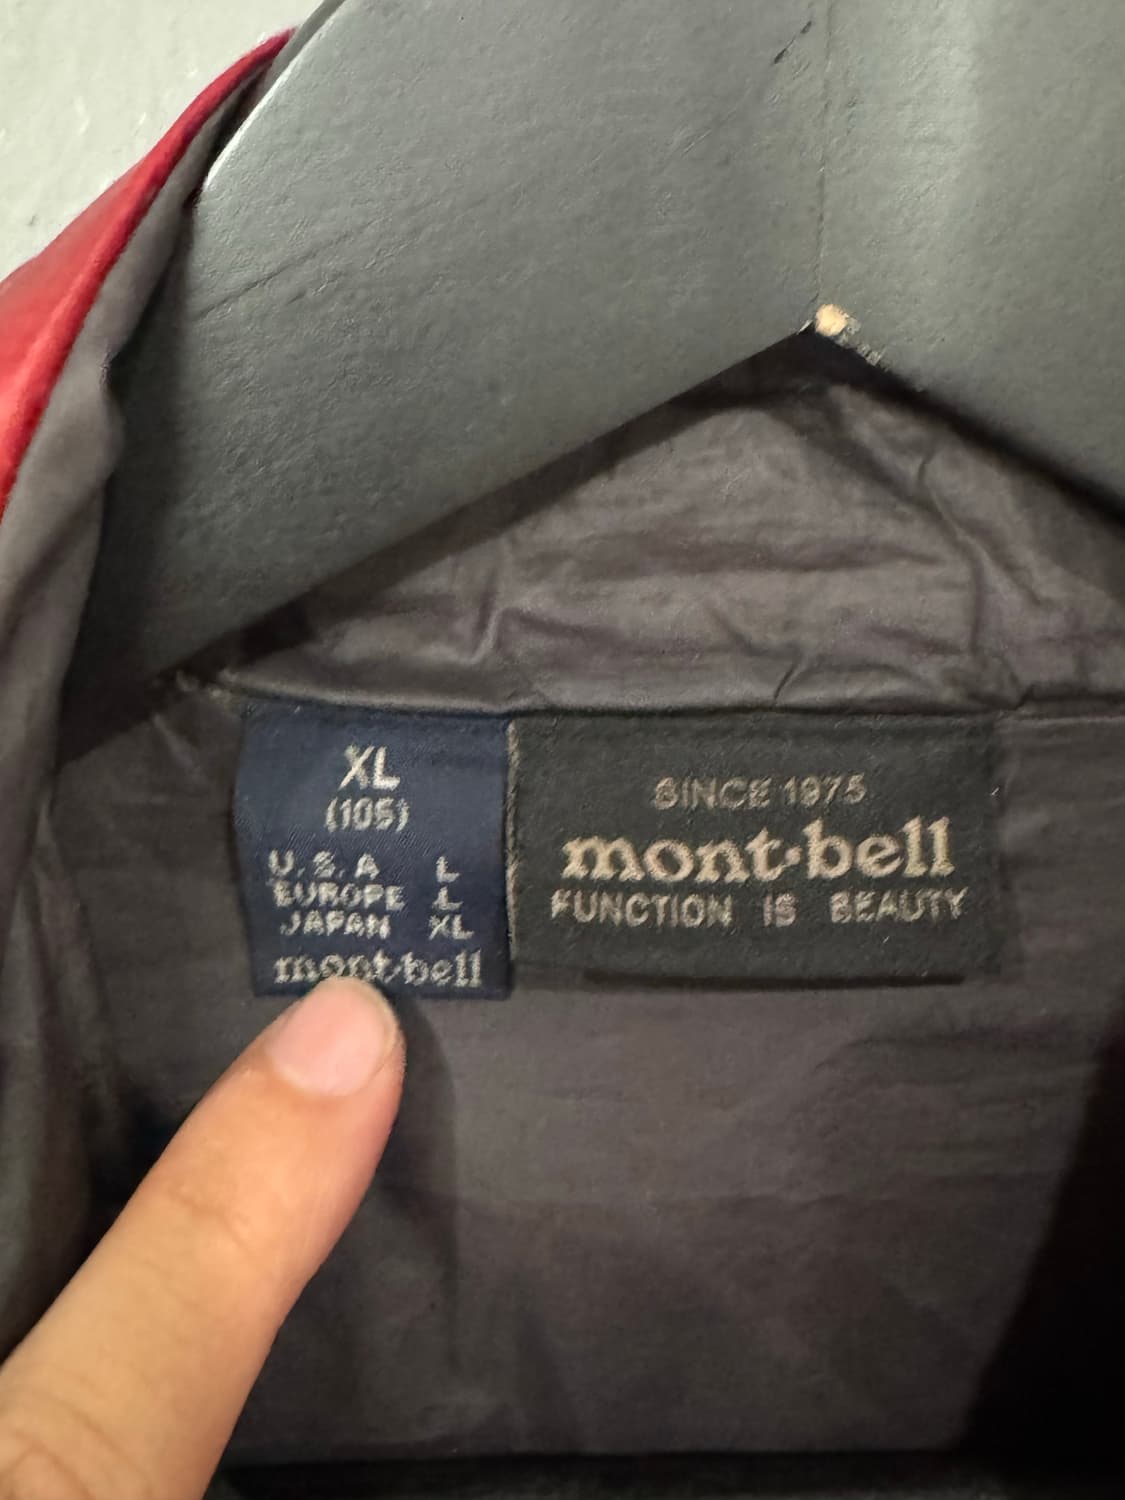 XL
(105)
U.S.A L
EUROPE L
JAPAN XL
mont-bell
SINCE 1975
mont-bell
FUNCTION IS BEAUTY